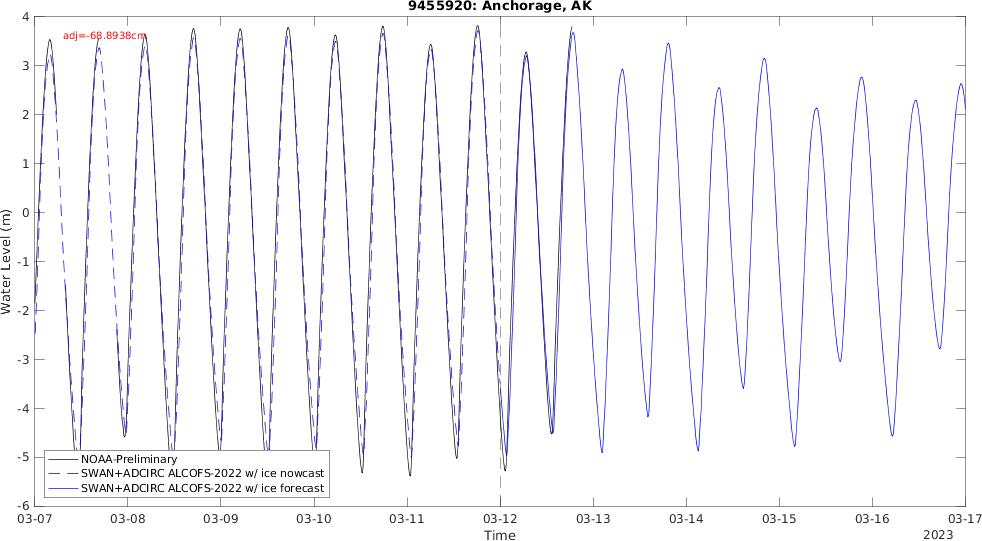 9455920: Anchorage, AK
adj=-68.8938cm
4
3
2
1
0
-1
-2
-3
-4
-5
-6
Water Level (m)
NOAA-Preliminary
SWAN+ADCIRC ALCOFS-2022 w/ ice nowcast
SWAN+ADCIRC ALCOFS-2022 w/ ice forecast
03-07 03-08 03-09 03-10 03-11 03-12 03-13 03-14 03-15 03-16 03-17
Time
2023